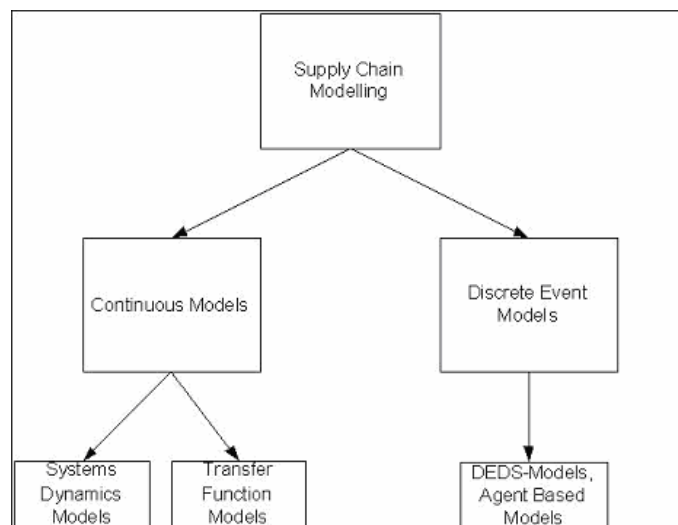 Supply Chain
Modelling
Continuous Models
Discrete Event
Models
Systems
Dynamics
Models
Transfer
Function
Models
DEDS-Models,
Agent Based
Models